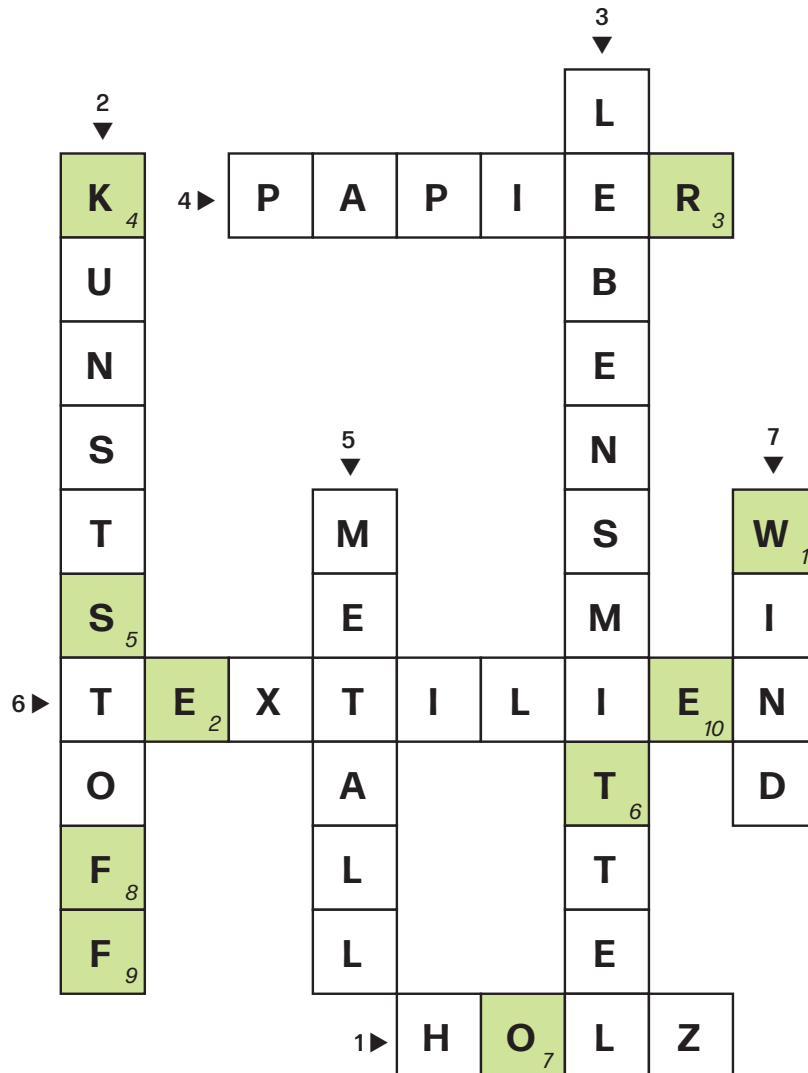 3
L
2
K 4 4 P A P I E R 3
U B
N E
5 7
S N
T M S W 1
S 5 E M I
6 T E 2 X T I L I E 10 N
O A T 6 D
F 8 L T
F 9 L E
1 H O 7 L Z